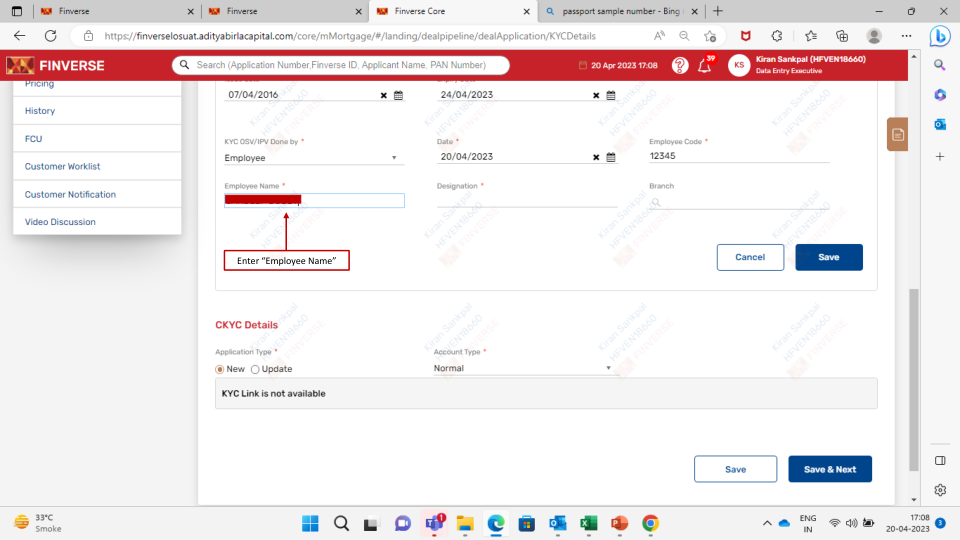 Finverse
Finverse
Finverse Core
passport sample number - Bing
https://finverselosuat.adityabirlacapital.com/core/mMortgage/#/landing/dealpipeline/dealApplication/KYCDetails
FINVERSE
Search (Application Number,Finverse ID, Applicant Name, PAN Number)
20 Apr 2023 17:08
39
KS
Kiran Sankpal (HFVEN18660)
Data Entry Executive
Pricing
History
FCU
Customer Worklist
Customer Notification
Video Discussion
07/04/2016
24/04/2023
KYC OSV/IPV Done by *
Date *
Employee Code *
Employee
20/04/2023
12345
Employee Name *
Designation *
Branch
Enter “Employee Name”
Cancel
Save
CKYC Details
Application Type *
Account Type *
New
Update
Normal
KYC Link is not available
Save
Save & Next
Kiran Sankpal
HFVEN18660
FINVERSE
33°C
Smoke
ENG
IN
17:08
20-04-2023
3